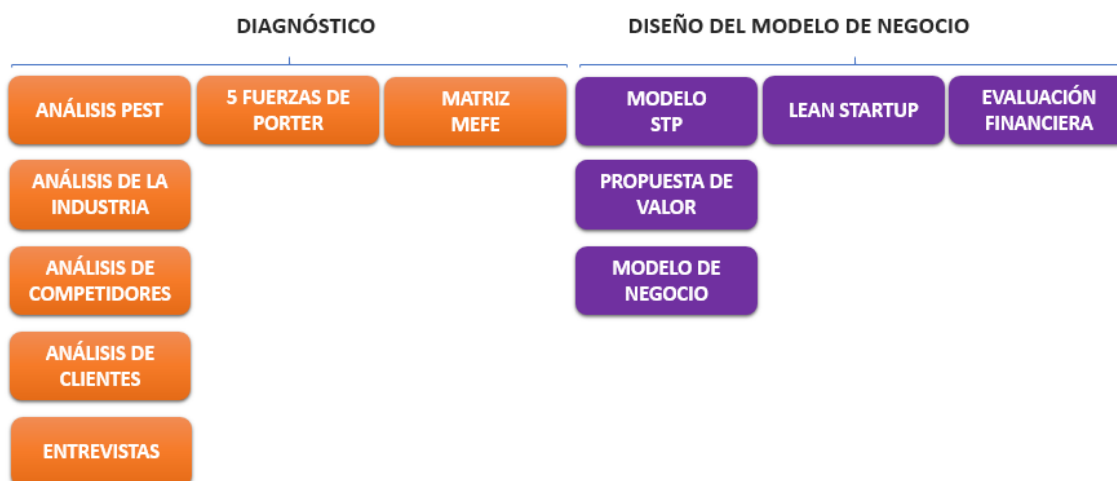 DIAGNÓSTICO
DISEÑO DEL MODELO DE NEGOCIO
ANÁLISIS PEST
5 FUERZAS DE
PORTER
MATRIZ
MEFE
MODELO
STP
LEAN STARTUP
EVALUACIÓN
FINANCIERA
ANÁLISIS DE LA
INDUSTRIA
PROPUESTA DE
VALOR
ANÁLISIS DE
COMPETIDORES
MODELO DE
NEGOCIO
ANÁLISIS DE
CLIENTES
ENTREVISTAS